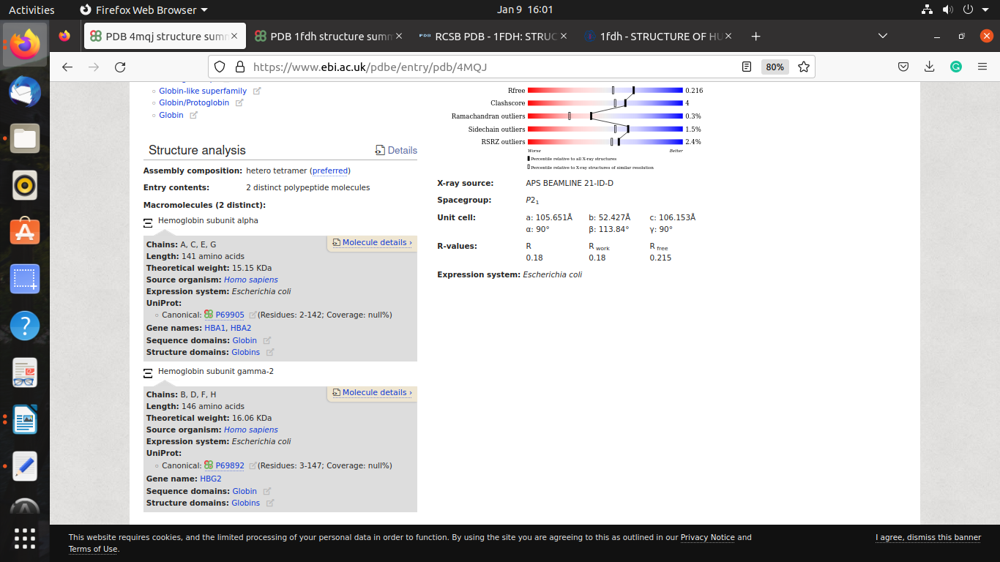 Activities
Firefox Web Browser
Jan 9 16:01
PDB 4mqj structure summ
PDB 1fdh structure summ
PDB
RCSB PDB - 1FDH: STRUC
1fdh - STRUCTURE OF HU
https://www.ebi.ac.uk/pdbe/entry/pdb/4MQJ
80%
Globin-like superfamily
Globin/Protoglobin
Globin
Structure analysis
Details
Assembly composition: hetero tetramer (preferred)
Entry contents: 2 distinct polypeptide molecules
Macromolecules (2 distinct):
Hemoglobin subunit alpha
Molecule details ›
Chains: A, C, E, G
Length: 141 amino acids
Theoretical weight: 15.15 KDa
Source organism: Homo sapiens
Expression system: Escherichia coli
UniProt:
Canonical: P69905 (Residues: 2-142; Coverage: null%)
Gene names: HBA1, HBA2
Sequence domains: Globin
Structure domains: Globins
Hemoglobin subunit gamma-2
Molecule details ›
Chains: B, D, F, H
Length: 146 amino acids
Theoretical weight: 16.06 KDa
Source organism: Homo sapiens
Expression system: Escherichia coli
UniProt:
Canonical: P69892 (Residues: 3-147; Coverage: null%)
Gene name: HBG2
Sequence domains: Globin
Structure domains: Globins
Rfree 0.216
Clashscore 4
Ramachandran outliers 0.3%
Sidechain outliers 1.5%
RSRZ outliers 2.4%
Worse Better
Percentile relative to all X-ray structures
Percentile relative to X-ray structures of similar resolution
X-ray source: APS BEAMLINE 21-ID-D
Spacegroup: P2₁
Unit cell: a: 105.651Å b: 52.427Å c: 106.153Å
α: 90° β: 113.84° γ: 90°
R-values: R R work R free
0.18 0.18 0.215
Expression system: Escherichia coli
This website requires cookies, and the limited processing of your personal data in order to function. By using the site you are agreeing to this as outlined in our Privacy Notice and
Terms of Use.
I agree, dismiss this banner